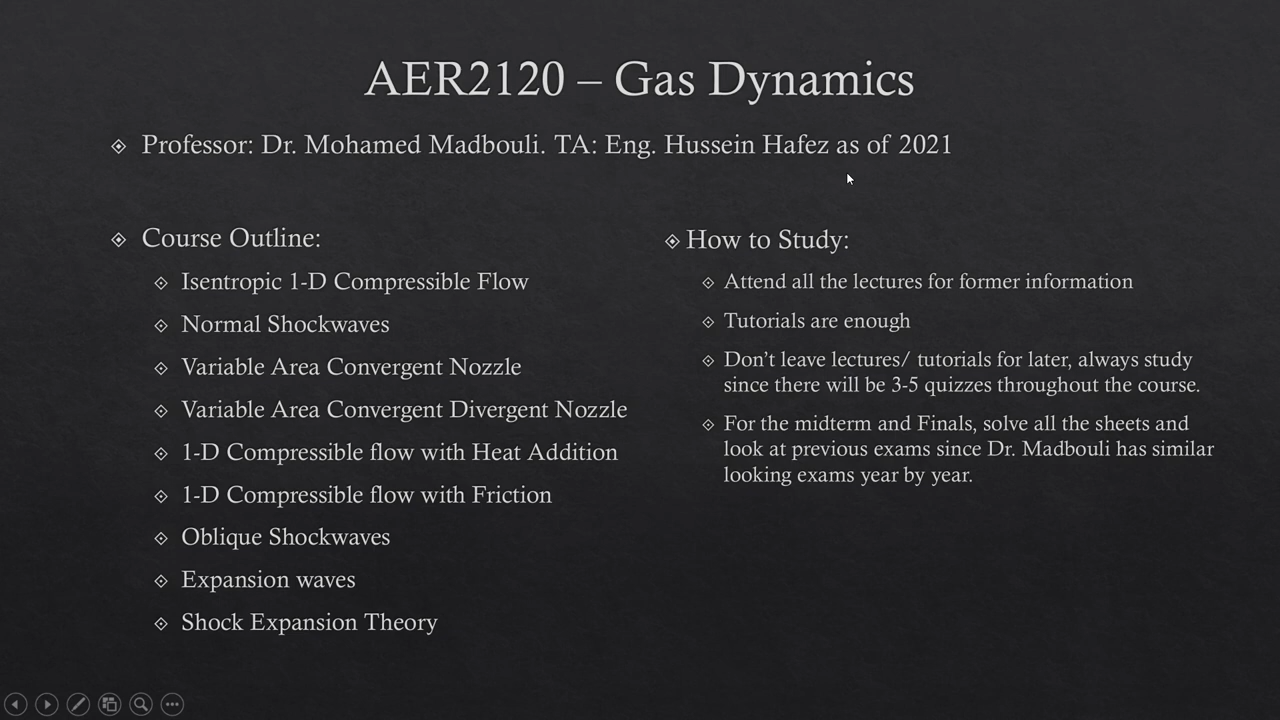 AER2120 – Gas Dynamics
Professor: Dr. Mohamed Madbouli. TA: Eng. Hussein Hafez as of 2021
Course Outline:
Isentropic 1-D Compressible Flow
Normal Shockwaves
Variable Area Convergent Nozzle
Variable Area Convergent Divergent Nozzle
1-D Compressible flow with Heat Addition
1-D Compressible flow with Friction
Oblique Shockwaves
Expansion waves
Shock Expansion Theory
How to Study:
Attend all the lectures for former information
Tutorials are enough
Don’t leave lectures/ tutorials for later, always study
since there will be 3-5 quizzes throughout the course.
For the midterm and Finals, solve all the sheets and
look at previous exams since Dr. Madbouli has similar
looking exams year by year.